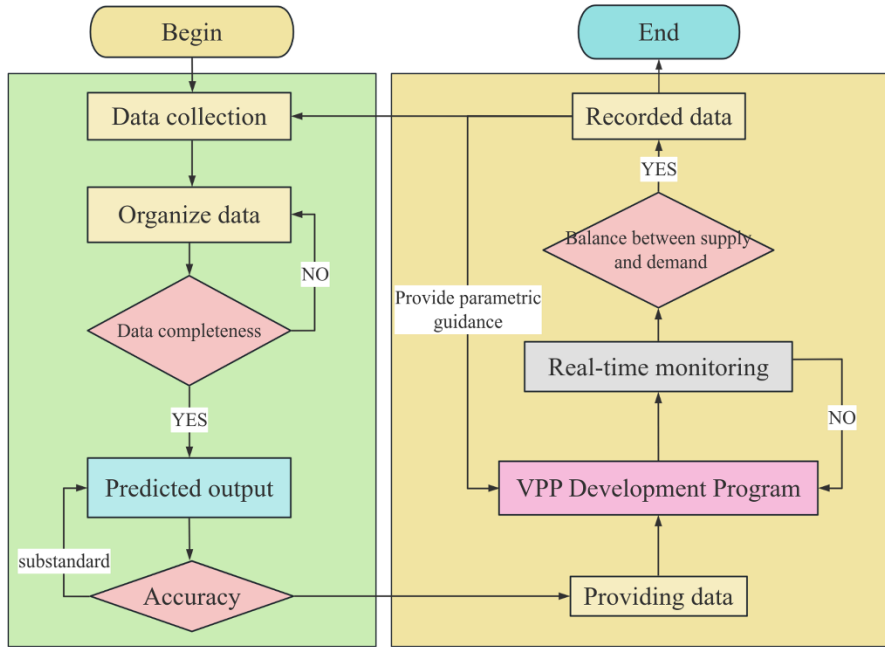 Begin
Data collection
Organize data
NO
Data completeness
YES
Predicted output
substandard
Accuracy
End
Recorded data
YES
Balance between supply
and demand
Provide parametric
guidance
Real-time monitoring
NO
VPP Development Program
Providing data